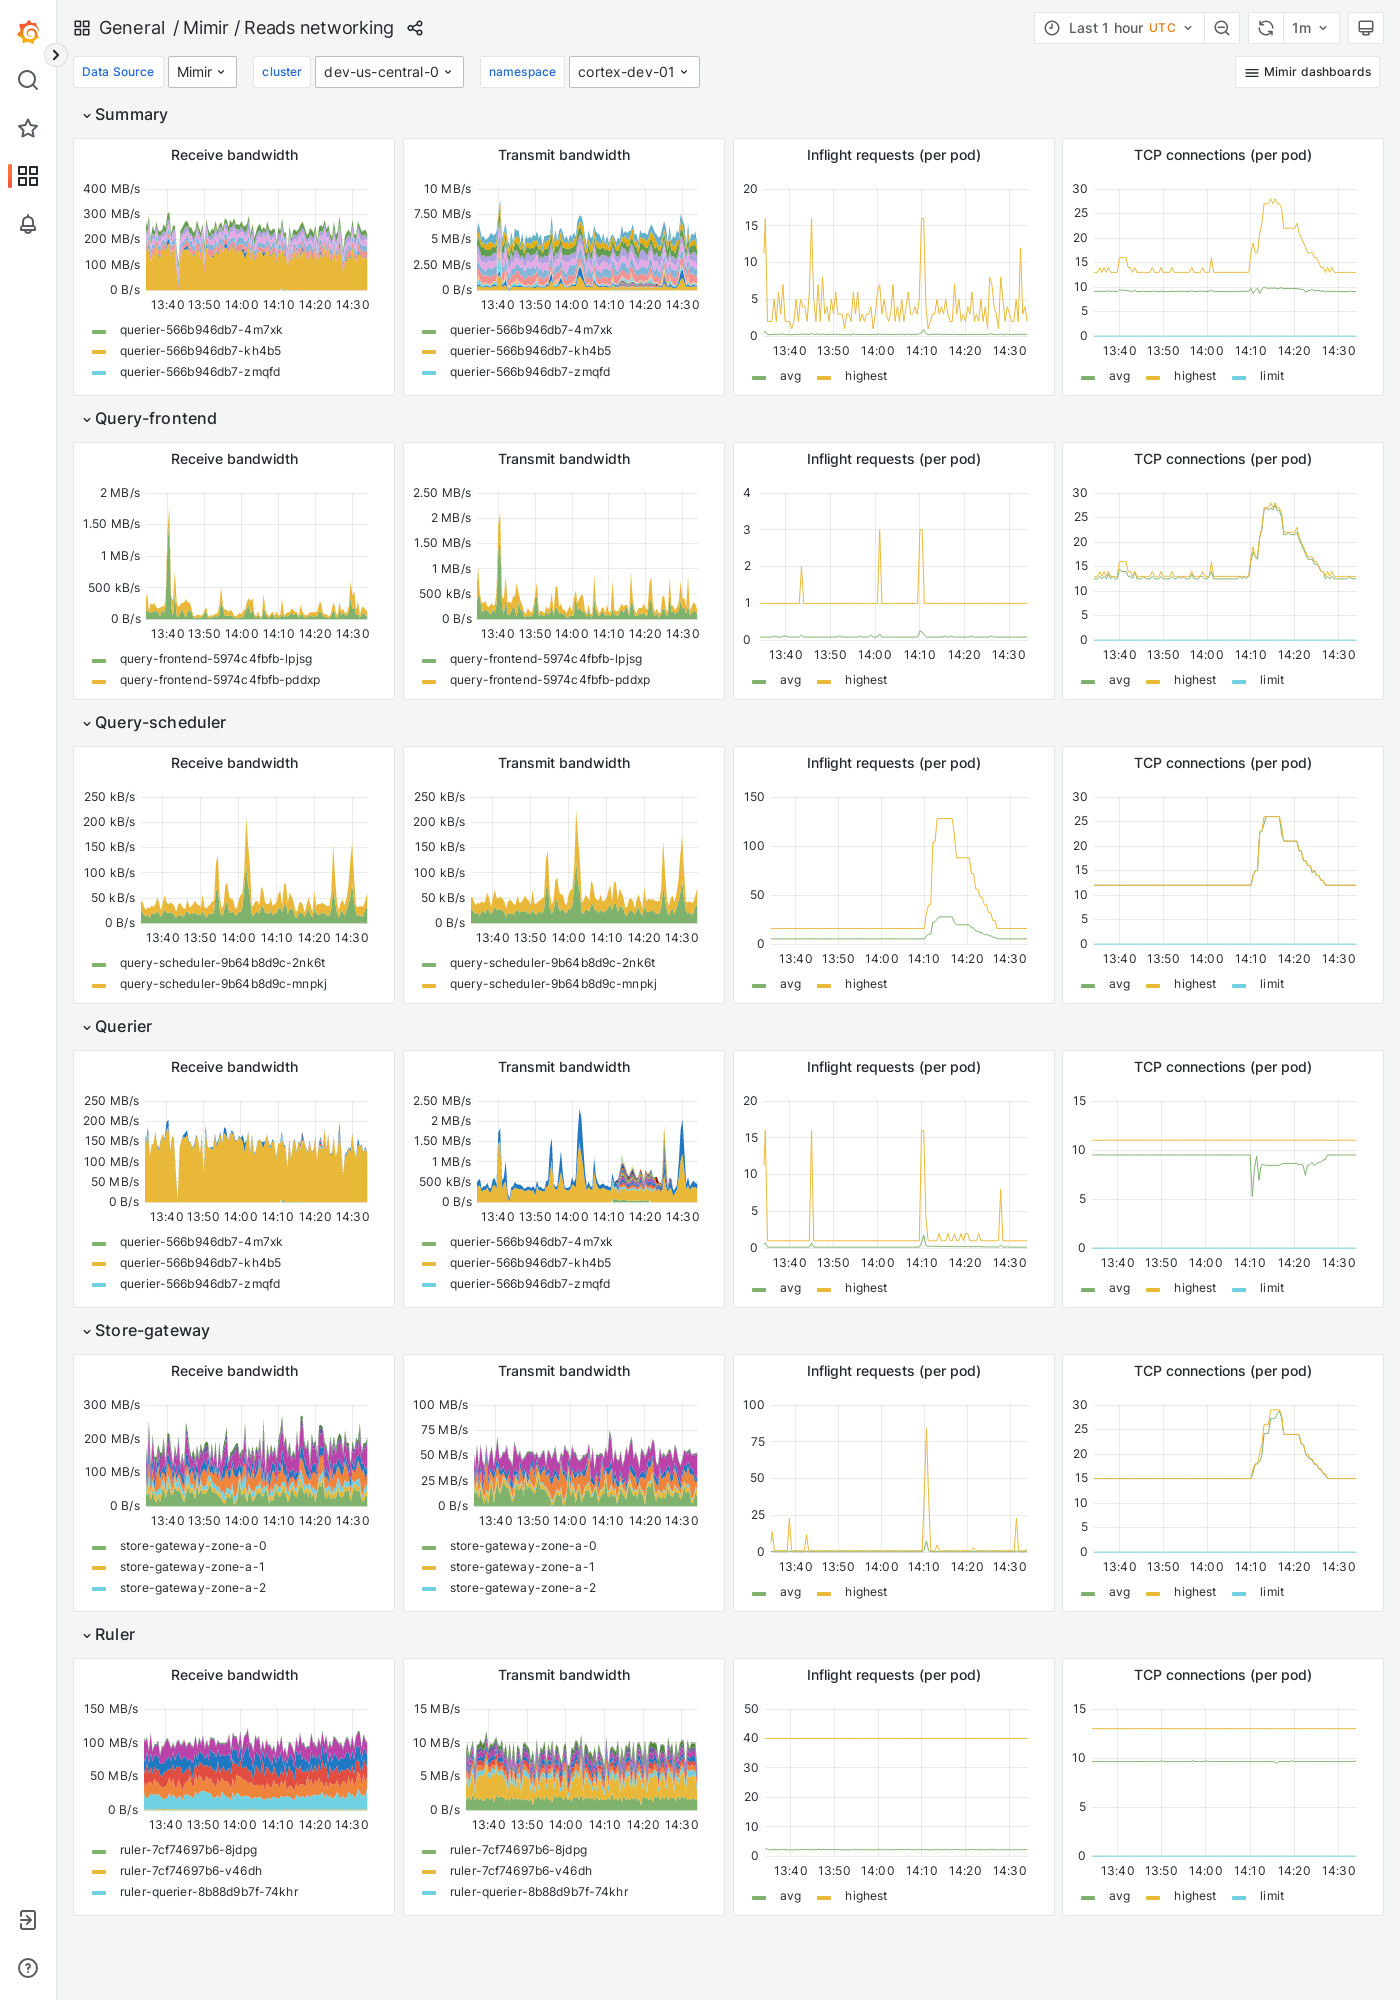 General / Mimir / Reads networking
Last 1 hour UTC
1m
Data Source Mimir cluster dev-us-central-0 namespace cortex-dev-01 Mimir dashboards
Summary
Receive bandwidth
400 MB/s
300 MB/s
200 MB/s
100 MB/s
0 B/s
13:40 13:50 14:00 14:10 14:20 14:30
querier-566b946db7-4m7xk
querier-566b946db7-kh4b5
querier-566b946db7-zmqfd
Transmit bandwidth
10 MB/s
7.50 MB/s
5 MB/s
2.50 MB/s
0 B/s
13:40 13:50 14:00 14:10 14:20 14:30
querier-566b946db7-4m7xk
querier-566b946db7-kh4b5
querier-566b946db7-zmqfd
Inflight requests (per pod)
20
15
10
5
0
13:40 13:50 14:00 14:10 14:20 14:30
avg highest
TCP connections (per pod)
30
25
20
15
10
5
0
13:40 13:50 14:00 14:10 14:20 14:30
avg highest limit
Query-frontend
Receive bandwidth
2 MB/s
1.50 MB/s
1 MB/s
500 kB/s
0 B/s
13:40 13:50 14:00 14:10 14:20 14:30
query-frontend-5974c4fbfb-lpjsg
query-frontend-5974c4fbfb-pddxp
Transmit bandwidth
2.50 MB/s
2 MB/s
1.50 MB/s
1 MB/s
500 kB/s
0 B/s
13:40 13:50 14:00 14:10 14:20 14:30
query-frontend-5974c4fbfb-lpjsg
query-frontend-5974c4fbfb-pddxp
Inflight requests (per pod)
4
3
2
1
0
13:40 13:50 14:00 14:10 14:20 14:30
avg highest
TCP connections (per pod)
30
25
20
15
10
5
0
13:40 13:50 14:00 14:10 14:20 14:30
avg highest limit
Query-scheduler
Receive bandwidth
250 kB/s
200 kB/s
150 kB/s
100 kB/s
50 kB/s
0 B/s
13:40 13:50 14:00 14:10 14:20 14:30
query-scheduler-9b64b8d9c-2nk6t
query-scheduler-9b64b8d9c-mnpkj
Transmit bandwidth
250 kB/s
200 kB/s
150 kB/s
100 kB/s
50 kB/s
0 B/s
13:40 13:50 14:00 14:10 14:20 14:30
query-scheduler-9b64b8d9c-2nk6t
query-scheduler-9b64b8d9c-mnpkj
Inflight requests (per pod)
150
100
50
0
13:40 13:50 14:00 14:10 14:20 14:30
avg highest
TCP connections (per pod)
30
25
20
15
10
5
0
13:40 13:50 14:00 14:10 14:20 14:30
avg highest limit
Querier
Receive bandwidth
250 MB/s
200 MB/s
150 MB/s
100 MB/s
50 MB/s
0 B/s
13:40 13:50 14:00 14:10 14:20 14:30
querier-566b946db7-4m7xk
querier-566b946db7-kh4b5
querier-566b946db7-zmqfd
Transmit bandwidth
2.50 MB/s
2 MB/s
1.50 MB/s
1 MB/s
500 kB/s
0 B/s
13:40 13:50 14:00 14:10 14:20 14:30
querier-566b946db7-4m7xk
querier-566b946db7-kh4b5
querier-566b946db7-zmqfd
Inflight requests (per pod)
20
15
10
5
0
13:40 13:50 14:00 14:10 14:20 14:30
avg highest
TCP connections (per pod)
15
10
5
0
13:40 13:50 14:00 14:10 14:20 14:30
avg highest limit
Store-gateway
Receive bandwidth
300 MB/s
200 MB/s
100 MB/s
0 B/s
13:40 13:50 14:00 14:10 14:20 14:30
store-gateway-zone-a-0
store-gateway-zone-a-1
store-gateway-zone-a-2
Transmit bandwidth
100 MB/s
75 MB/s
50 MB/s
25 MB/s
0 B/s
13:40 13:50 14:00 14:10 14:20 14:30
store-gateway-zone-a-0
store-gateway-zone-a-1
store-gateway-zone-a-2
Inflight requests (per pod)
100
75
50
25
0
13:40 13:50 14:00 14:10 14:20 14:30
avg highest
TCP connections (per pod)
30
25
20
15
10
5
0
13:40 13:50 14:00 14:10 14:20 14:30
avg highest limit
Ruler
Receive bandwidth
150 MB/s
100 MB/s
50 MB/s
0 B/s
13:40 13:50 14:00 14:10 14:20 14:30
ruler-7cf74697b6-8jdpg
ruler-7cf74697b6-v46dh
ruler-querier-8b88d9b7f-74khr
Transmit bandwidth
15 MB/s
10 MB/s
5 MB/s
0 B/s
13:40 13:50 14:00 14:10 14:20 14:30
ruler-7cf74697b6-8jdpg
ruler-7cf74697b6-v46dh
ruler-querier-8b88d9b7f-74khr
Inflight requests (per pod)
50
40
30
20
10
0
13:40 13:50 14:00 14:10 14:20 14:30
avg highest
TCP connections (per pod)
15
10
5
0
13:40 13:50 14:00 14:10 14:20 14:30
avg highest limit